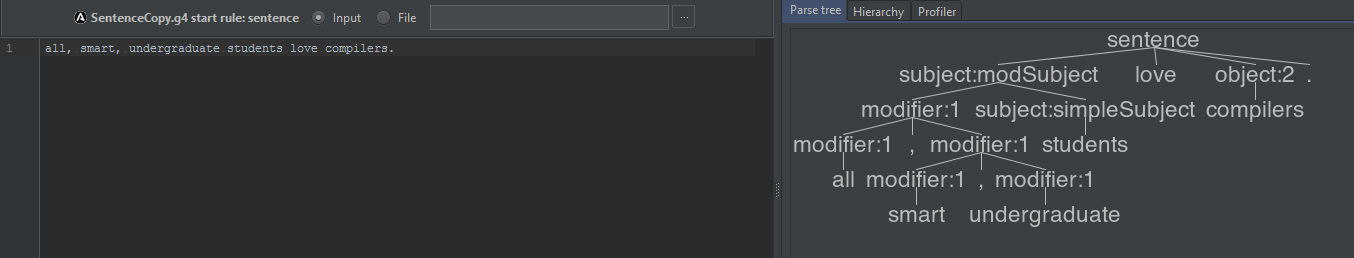 SentenceCopy.g4 start rule: sentence Input File ...
1 all, smart, undergraduate students love compilers.
Parse tree Hierarchy Profiler
sentence
subject:modSubject love object:2 .
modifier:1 subject:simpleSubject compilers
modifier:1 , modifier:1 students
all modifier:1 , modifier:1
smart undergraduate